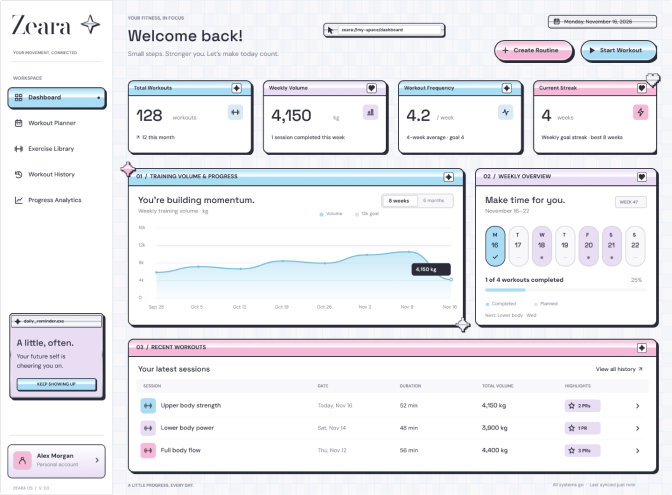 Zeara
YOUR MOVEMENT, CONNECTED
WORKSPACE
Dashboard
Workout Planner
Exercise Library
Workout History
Progress Analytics
daily_reminder.exe
A little, often.
Your future self is
cheering you on.
KEEP SHOWING UP
Alex Morgan
Personal account
ZEARA OS / V.
YOUR FITNESS, IN FOCUS
Welcome back!
Small steps. Stronger you. Let's make today count.
zeara://my-space/dashboard
Monday, November 16, 2026
Create Routine
Start Workout
Total Workouts
128 workouts
12 this month
Weekly Volume
4,150 kg
1 session completed this week
Workout Frequency
4.2 / week
4-week average · goal 4
Current Streak
4 weeks
Weekly goal streak · best 9 weeks
01 / TRAINING VOLUME & PROGRESS
You're building momentum.
Weekly training volume · kg
8 weeks
6 months
Volume
12k goal
16k
12k
8k
4k
0
4,150 kg
Sep 28
Oct 5
Oct 12
Oct 19
Oct 26
Nov 2
Nov 9
Nov 16
02 / WEEKLY OVERVIEW
Make time for you.
November 16–22
WEEK 47
M T W T F S S
16 17 18 19 20 21 22
1 of 4 workouts completed
25%
Completed
Planned
Next: Lower body · Wed
03 / RECENT WORKOUTS
Your latest sessions
View all history
SESSION DATE DURATION TOTAL VOLUME HIGHLIGHTS
Upper body strength Today, Nov 16 52 min 4,150 kg 2 PRs
Lower body power Sat, Nov 14 48 min 3,900 kg 1 PR
Full body flow Thu, Nov 12 56 min 4,400 kg 3 PRs
A LITTLE PROGRESS, EVERY DAY.
All systems go · Last synced just now